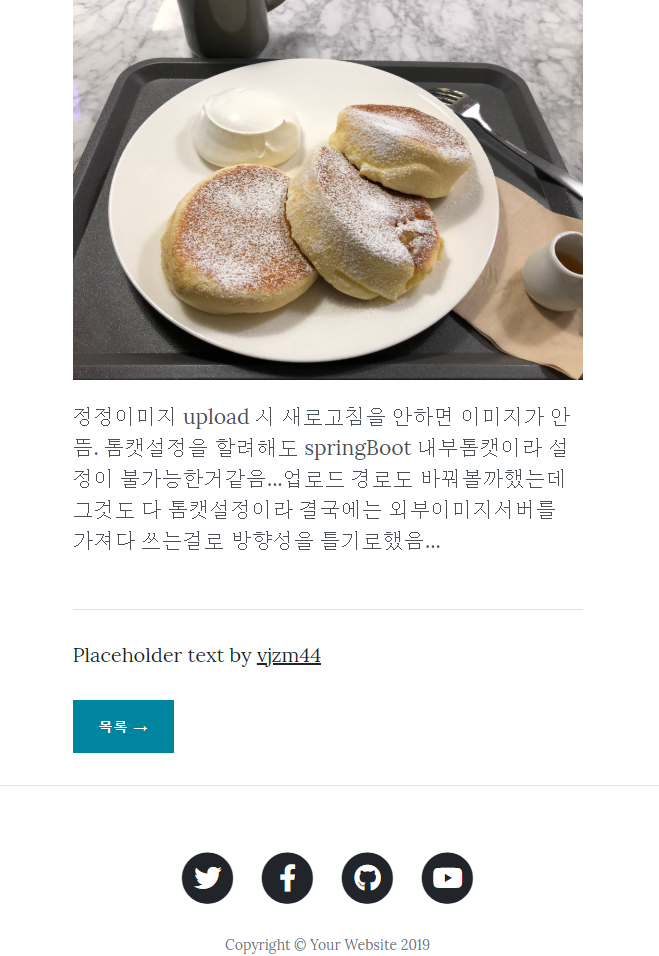 정정이미지 upload 시 새로고침을 안하면 이미지가 안
뜸. 톰캣설정을 할려해도 springBoot 내부톰캣이라 설
정이 불가능한거같음...업로드 경로도 바꿔볼까했는데
그것도 다 톰캣설정이라 결국에는 외부이미지서버를
가져다 쓰는걸로 방향성을 틀기로했음...
Placeholder text by vjzm44
목록 →
Copyright © Your Website 2019